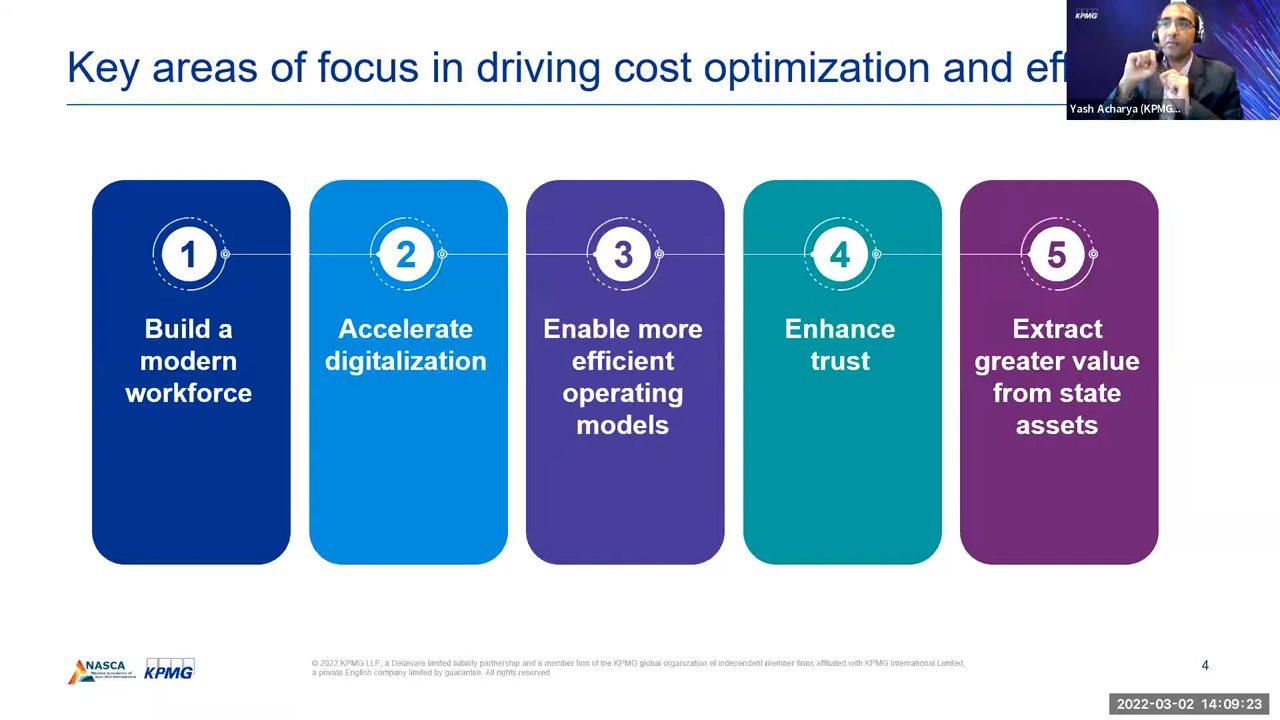 Key areas of focus in driving cost optimization and eff
KPMG
Yash Acharya (KPMG...
1
Build a
modern
workforce
2
Accelerate
digitalization
3
Enable more
efficient
operating
models
4
Enhance
trust
5
Extract
greater value
from state
assets
NASCA
KPMG
© 2022 KPMG LLP, a Delaware limited liability partnership and a member firm of the KPMG global organization of independent member firms affiliated with KPMG International Limited,
a private English company limited by guarantee. All rights reserved
4
2022-03-02 14:09:23